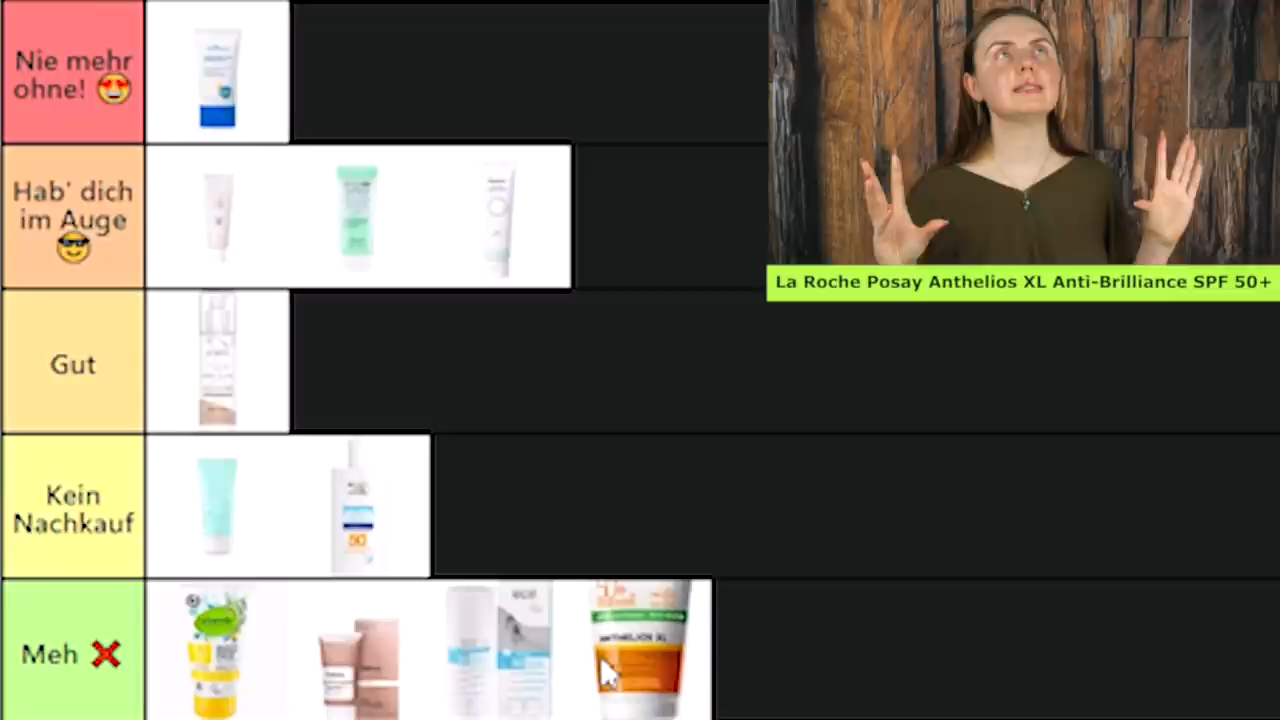 Nie mehr
ohne! 😍
La Roche Posay Anthelios XL Anti-Brilliance SPF 50+
Hab' dich
im Auge
😎
Gut
Kein
Nachkauf
50
Meh ❌
ANTHELIOS XL